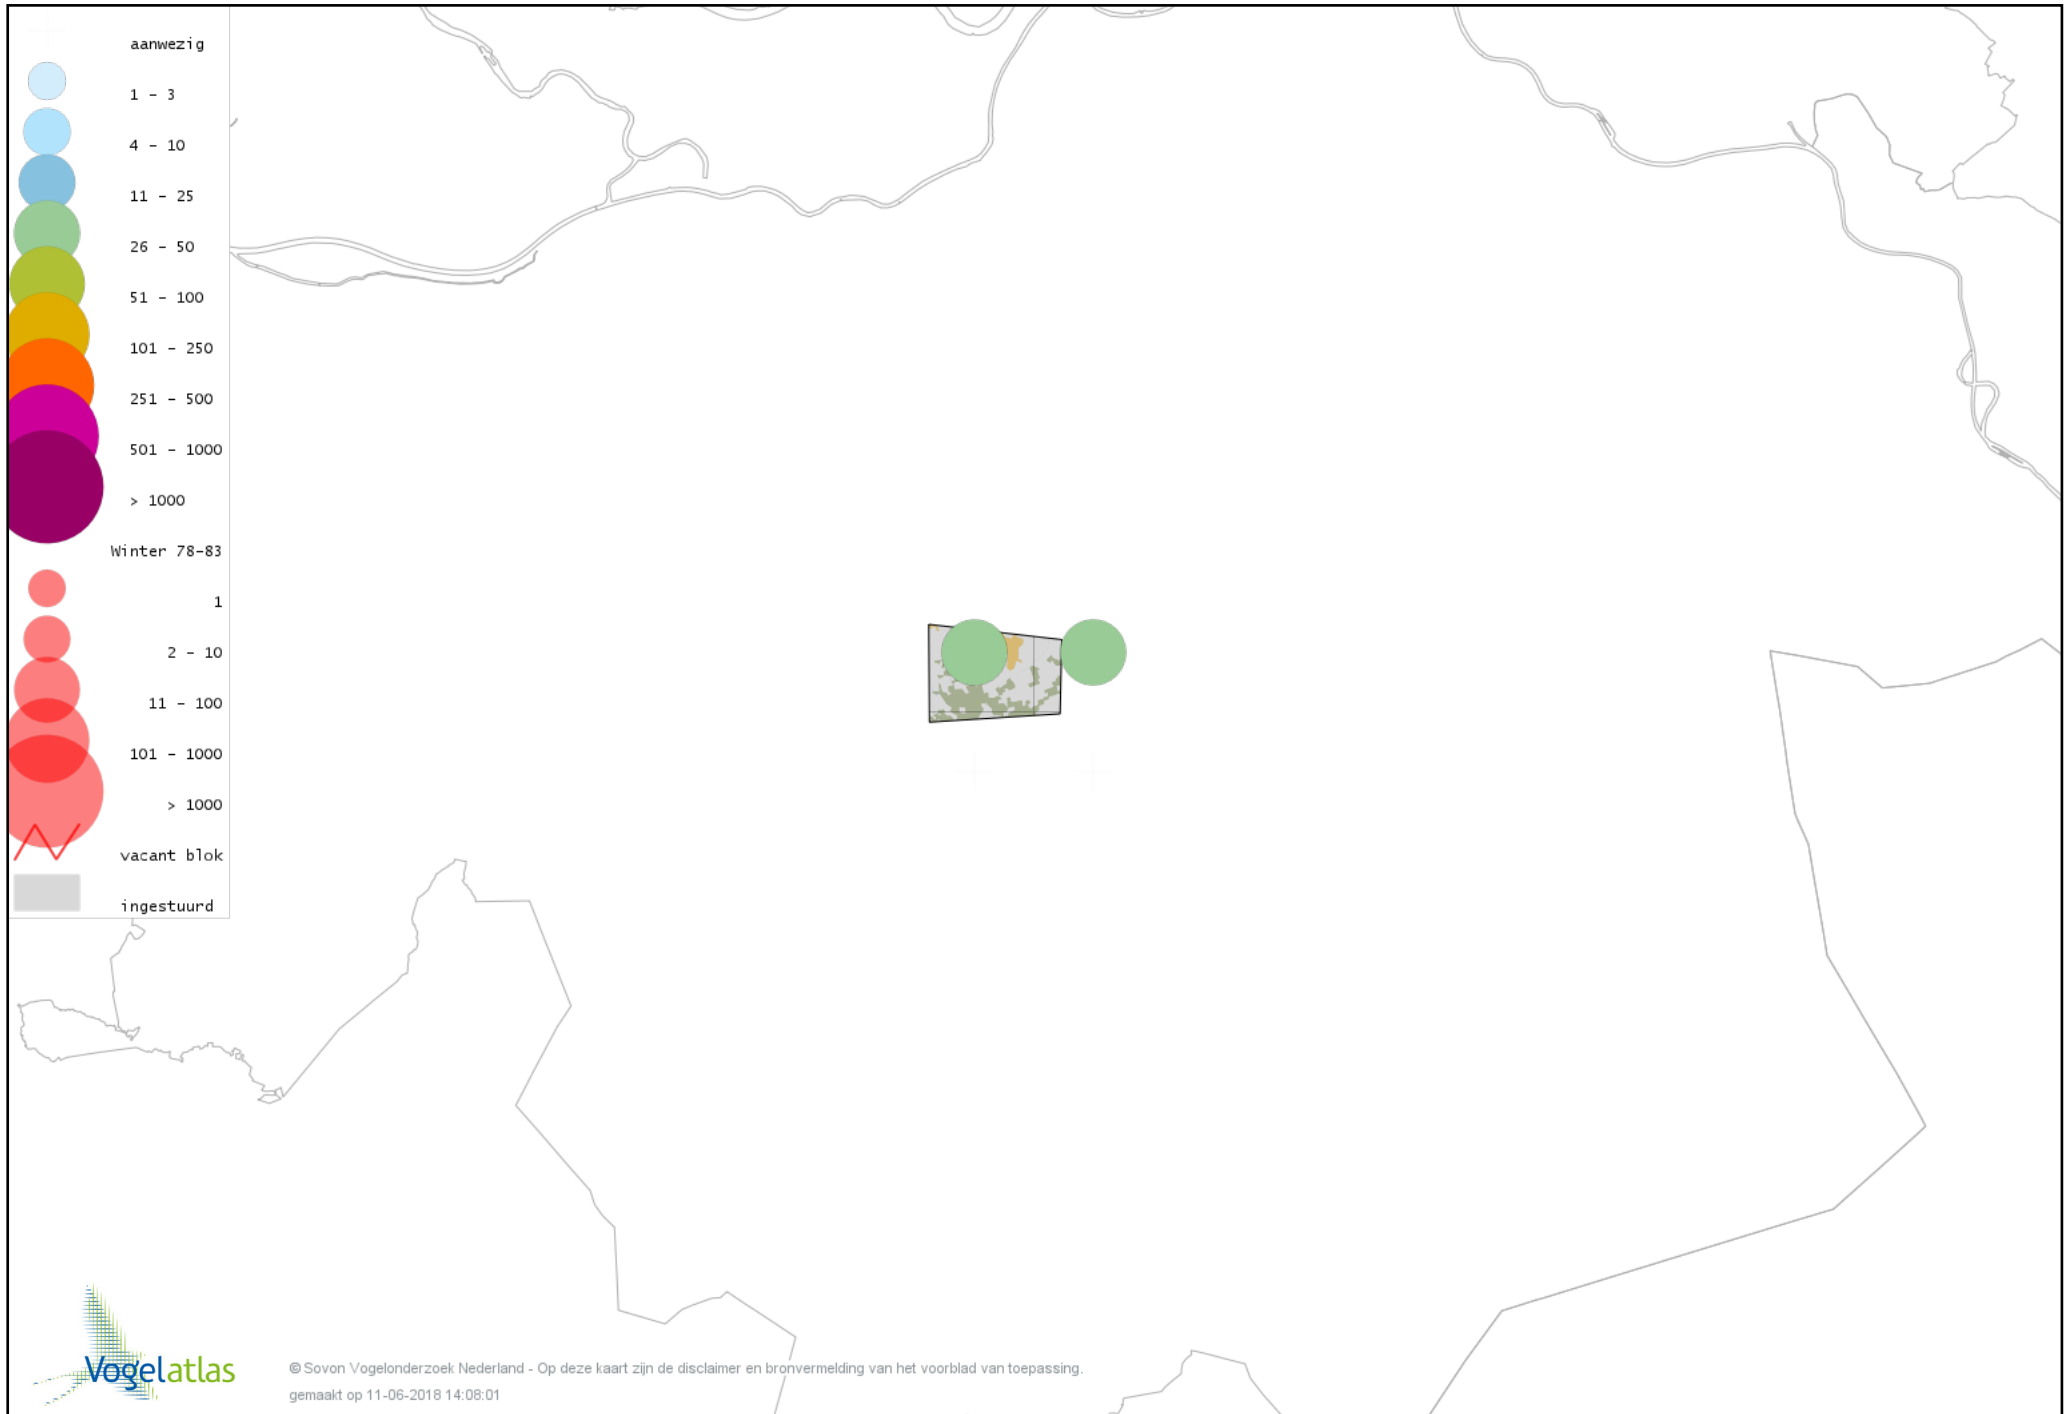 aanwezig
1 - 3
4 - 10
11 - 25
26 - 50
51 - 100
101 - 250
251 - 500
501 - 1000
> 1000
Winter 78-83
1
2 - 10
11 - 100
101 - 1000
> 1000
vacant blok
ingestuurd
Vogelatlas
© Sovon Vogelonderzoek Nederland - Op deze kaart zijn de disclaimer en bronvermelding van het voorblad van toepassing.
gemaakt op 11-06-2018 14:08:01